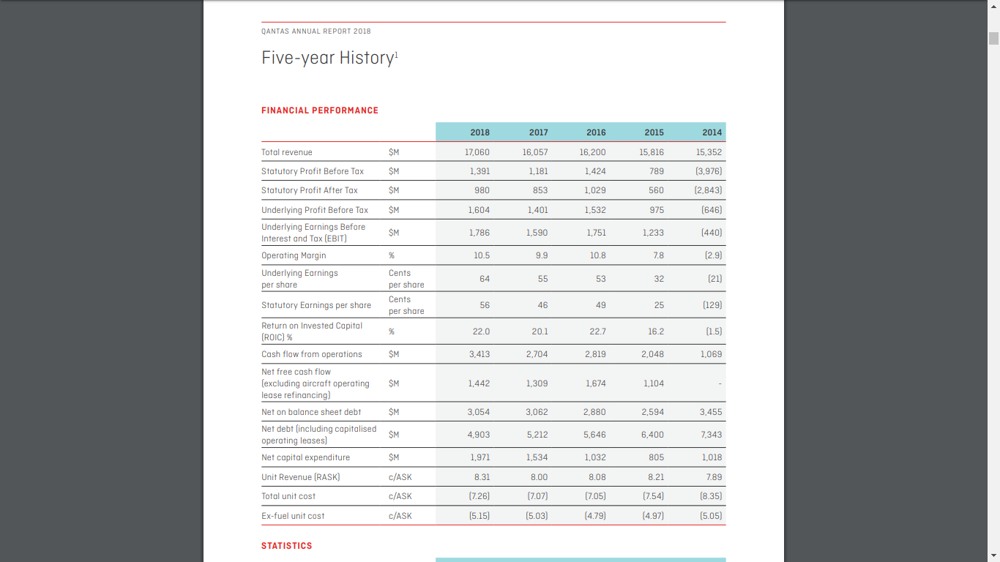 QANTAS ANNUAL REPORT 2018
Five-year History1
FINANCIAL PERFORMANCE
2018 2017 2016 2015 2014
Total revenue $M 17,060 16,057 16,200 15,816 15,352
Statutory Profit Before Tax $M 1,391 1,181 1,424 789 (3,976)
Statutory Profit After Tax $M 980 853 1,029 560 (2,843)
Underlying Profit Before Tax $M 1,604 1,401 1,532 975 (646)
Underlying Earnings Before
Interest and Tax (EBIT) $M 1,786 1,590 1,751 1,233 (440)
Operating Margin % 10.5 9.9 10.8 7.8 (2.9)
Underlying Earnings
per share Cents
per share 64 55 53 32 (21)
Statutory Earnings per share Cents
per share 56 46 49 25 (129)
Return on Invested Capital
(ROIC) % % 22.0 20.1 22.7 16.2 (1.5)
Cash flow from operations $M 3,413 2,704 2,819 2,048 1,069
Net free cash flow
(excluding aircraft operating
lease refinancing) $M 1,442 1,309 1,674 1,104 -
Net on balance sheet debt $M 3,054 3,062 2,880 2,594 3,455
Net debt (including capitalised
operating leases) $M 4,903 5,212 5,646 6,400 7,343
Net capital expenditure $M 1,971 1,534 1,032 805 1,018
Unit Revenue (RASK) c/ASK 8.31 8.00 8.08 8.21 7.89
Total unit cost c/ASK (7.26) (7.07) (7.05) (7.54) (8.35)
Ex-fuel unit cost c/ASK (5.15) (5.03) (4.79) (4.97) (5.05)
STATISTICS